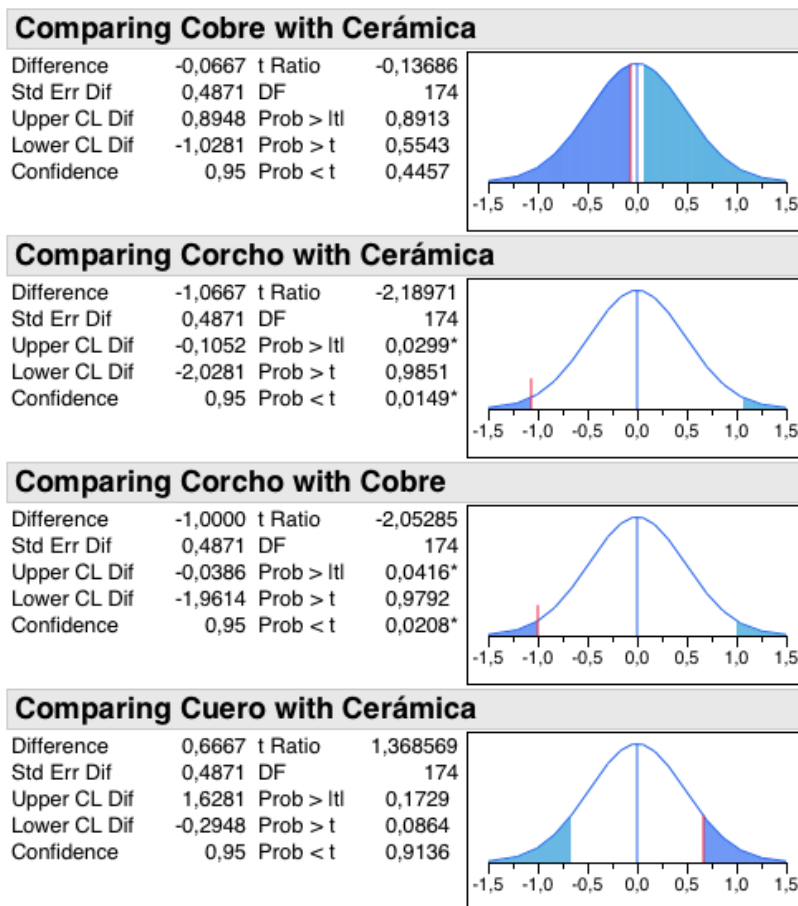 Comparing Cobre with Cerámica
Difference -0,0667 t Ratio -0,13686
Std Err Dif 0,4871 DF 174
Upper CL Dif 0,8948 Prob > ltl 0,8913
Lower CL Dif -1,0281 Prob > t 0,5543
Confidence 0,95 Prob < t 0,4457
-1,5 -1,0 -0,5 0,0 0,5 1,0 1,5
Comparing Corcho with Cerámica
Difference -1,0667 t Ratio -2,18971
Std Err Dif 0,4871 DF 174
Upper CL Dif -0,1052 Prob > ltl 0,0299*
Lower CL Dif -2,0281 Prob > t 0,9851
Confidence 0,95 Prob < t 0,0149*
-1,5 -1,0 -0,5 0,0 0,5 1,0 1,5
Comparing Corcho with Cobre
Difference -1,0000 t Ratio -2,05285
Std Err Dif 0,4871 DF 174
Upper CL Dif -0,0386 Prob > ltl 0,0416*
Lower CL Dif -1,9614 Prob > t 0,9792
Confidence 0,95 Prob < t 0,0208*
-1,5 -1,0 -0,5 0,0 0,5 1,0 1,5
Comparing Cuero with Cerámica
Difference 0,6667 t Ratio 1,368569
Std Err Dif 0,4871 DF 174
Upper CL Dif 1,6281 Prob > ltl 0,1729
Lower CL Dif -0,2948 Prob > t 0,0864
Confidence 0,95 Prob < t 0,9136
-1,5 -1,0 -0,5 0,0 0,5 1,0 1,5